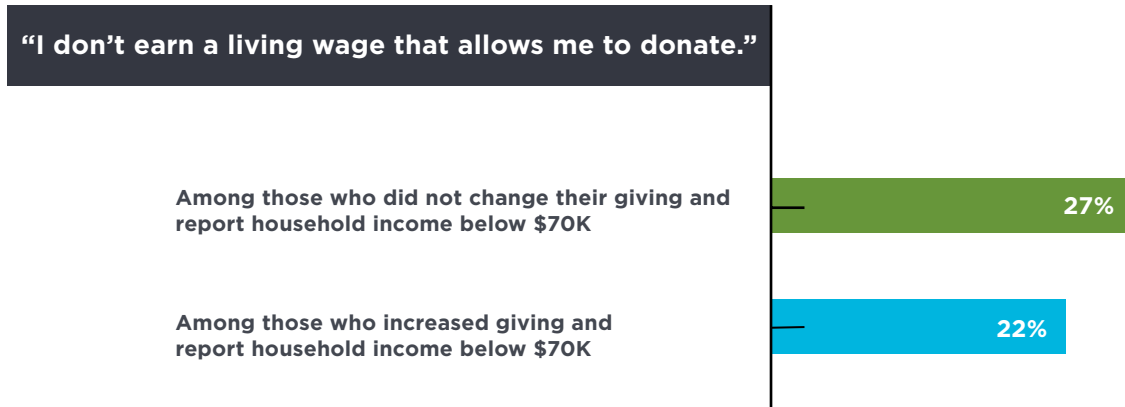 “I don’t earn a living wage that allows me to donate.”
Among those who did not change their giving and
report household income below $70K
27%
Among those who increased giving and
report household income below $70K
22%